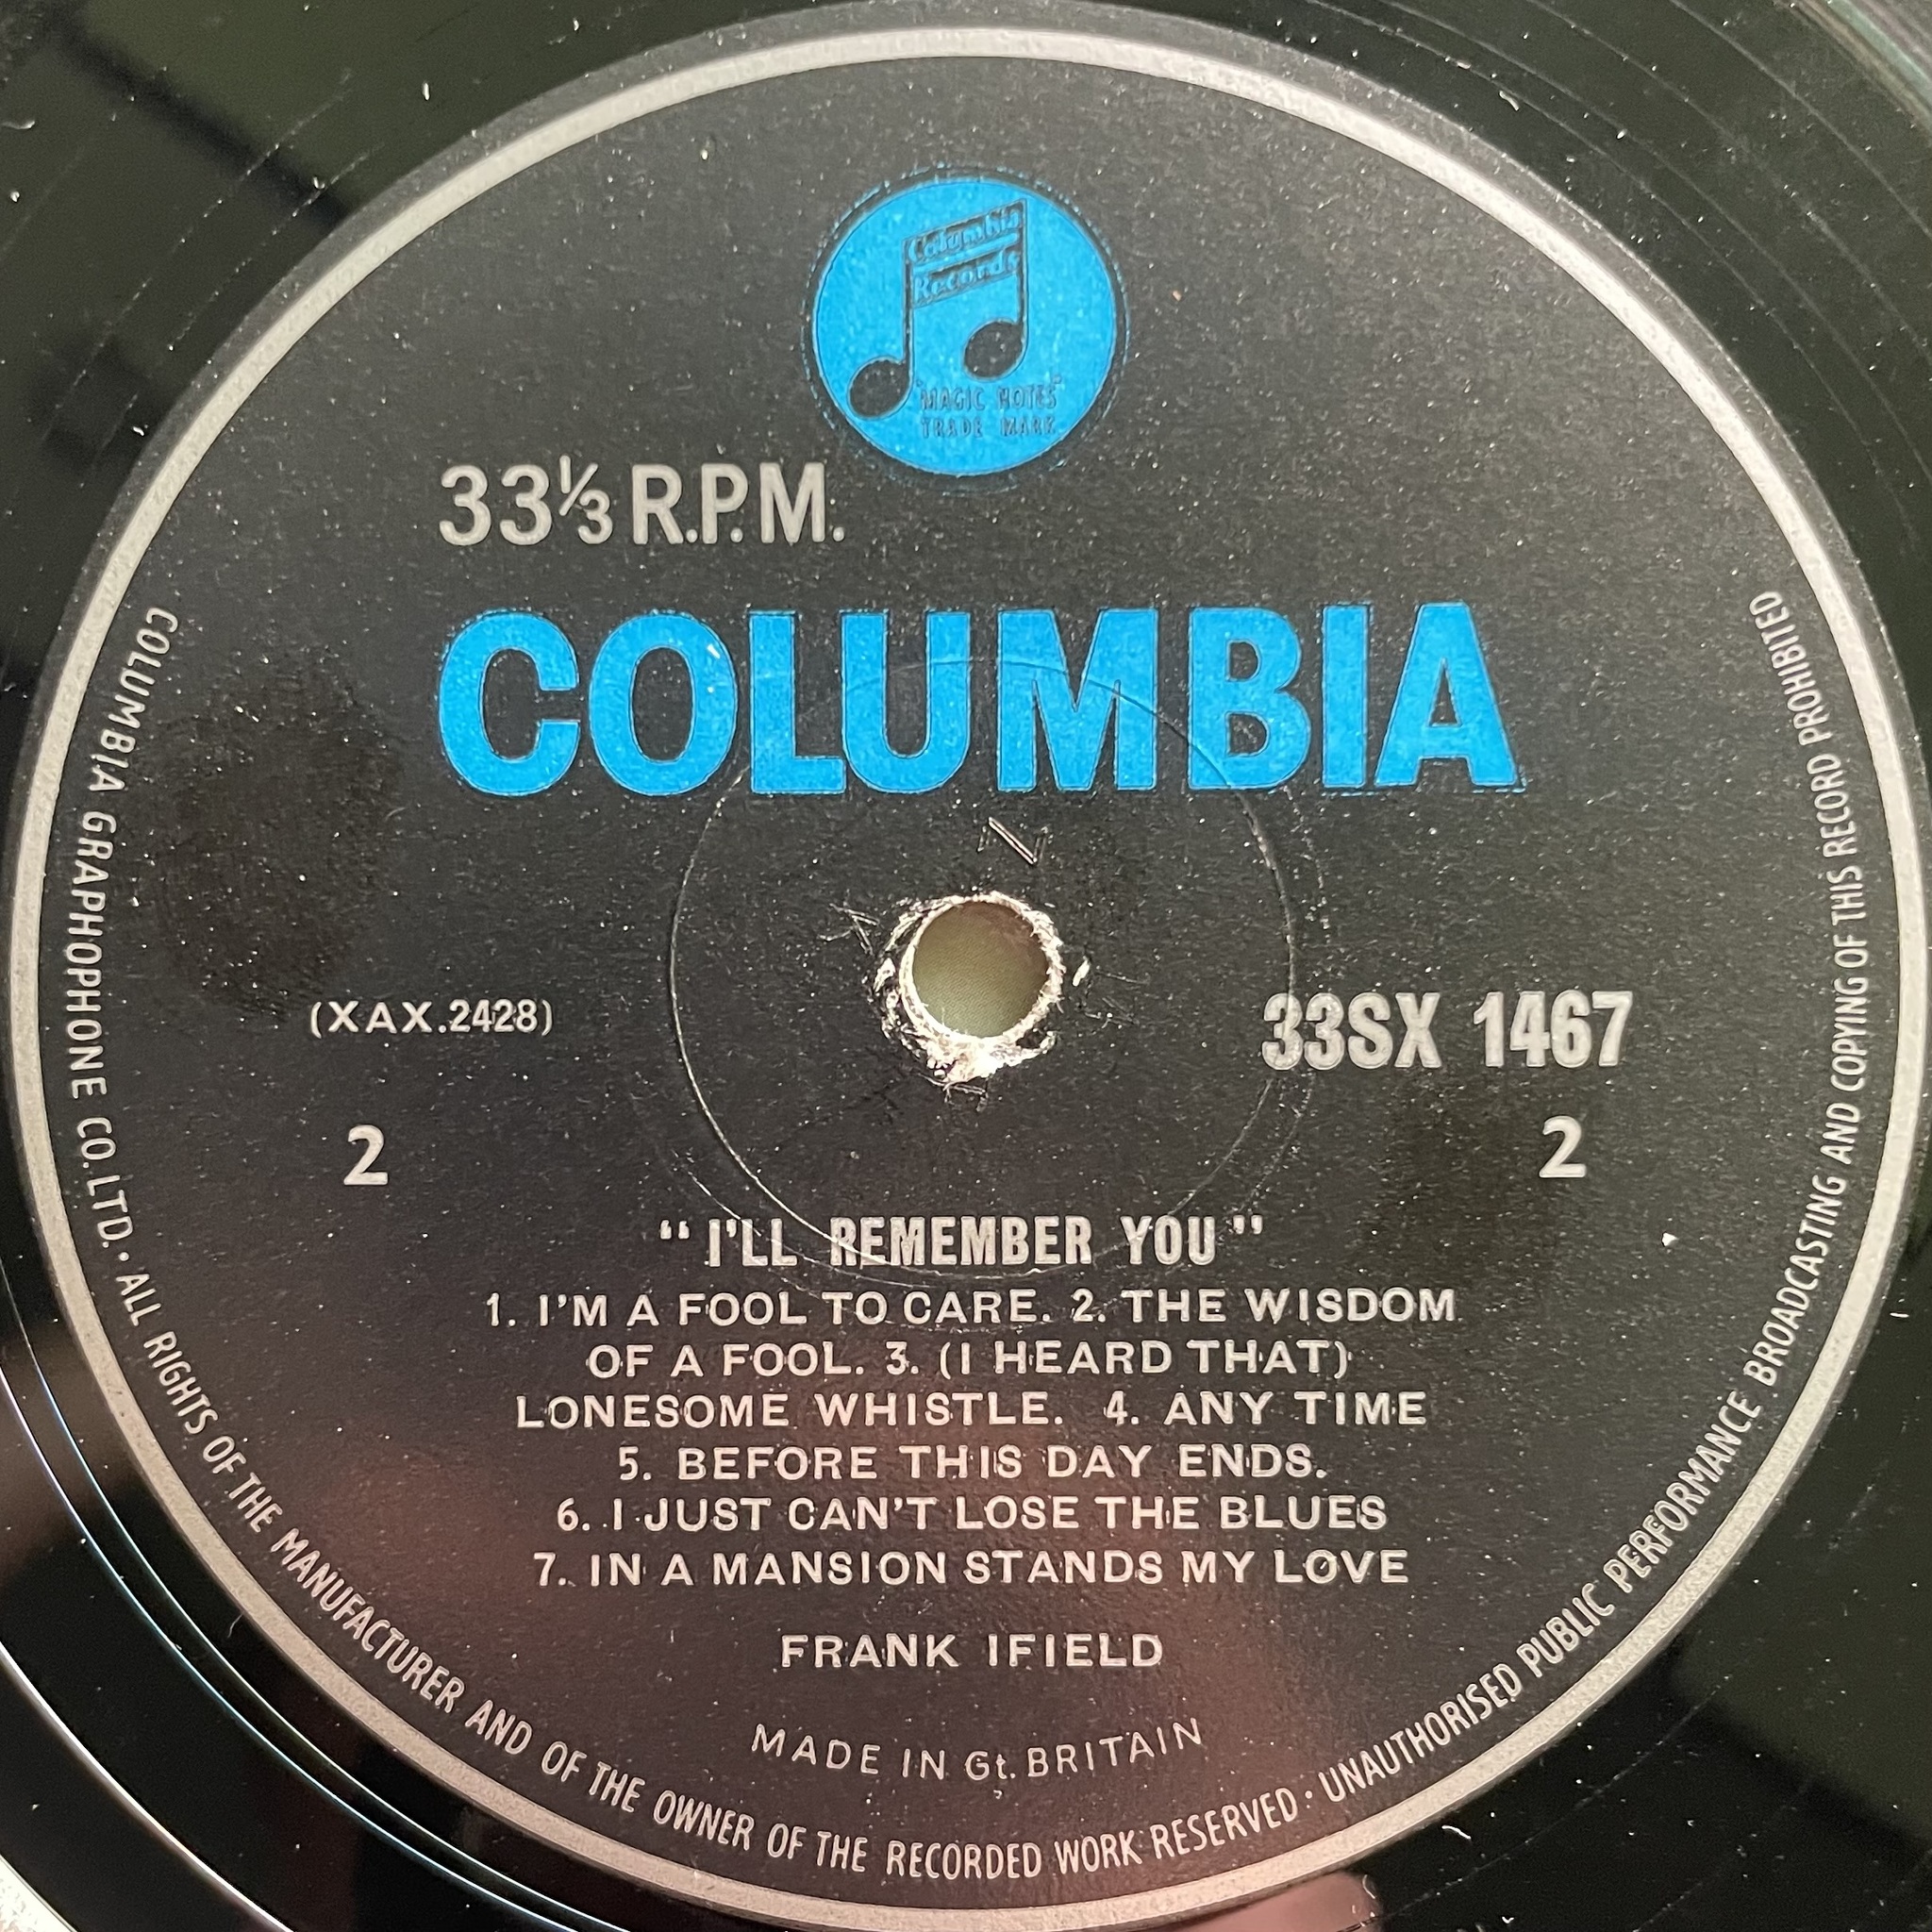 Columbia
Records
"MAGIC NOTES"
TRADE MARK
33⅓ R.P.M.
COLUMBIA
N
(XAX.2428)
33SX 1467
2
2
"I'LL REMEMBER YOU"
1. I'M A FOOL TO CARE. 2. THE WISDOM
OF A FOOL. 3. (I HEARD THAT)
LONESOME WHISTLE. 4. ANY TIME
5. BEFORE THIS DAY ENDS.
6. I JUST CAN'T LOSE THE BLUES
7. IN A MANSION STANDS MY LOVE
FRANK IFIELD
MADE IN Gt. BRITAIN
COLUMBIA GRAPHOPHONE CO. LTD. · ALL RIGHTS OF THE MANUFACTURER AND OF THE OWNER OF THE RECORDED WORK RESERVED · UNAUTHORISED PUBLIC PERFORMANCE BROADCASTING AND COPYING OF THIS RECORD PROHIBITED